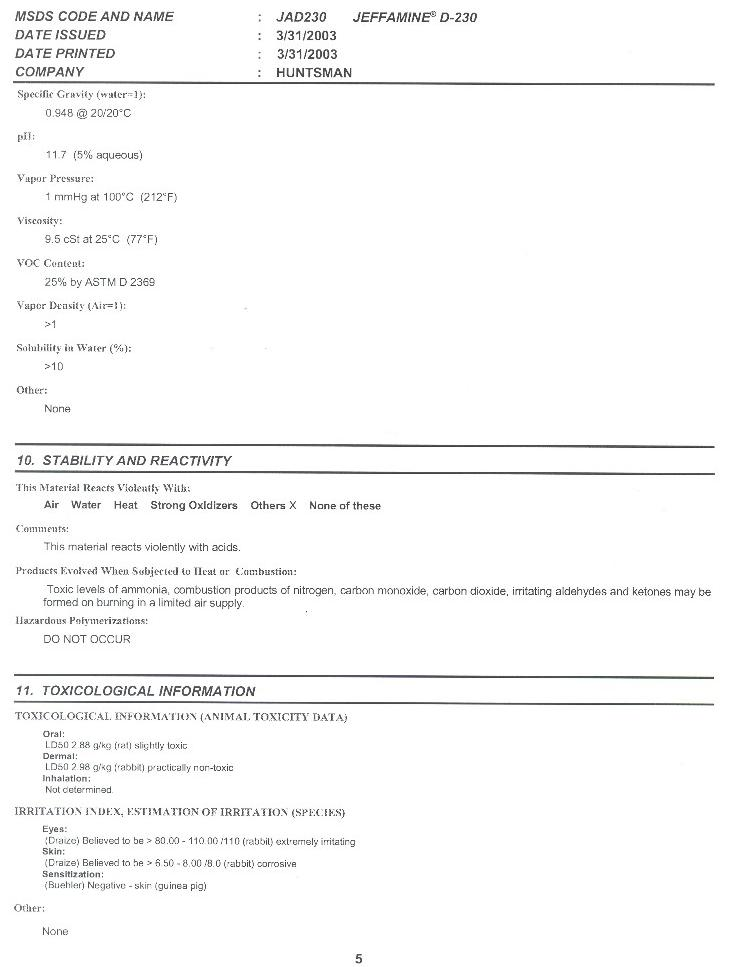 MSDS CODE AND NAME : JAD230 JEFFAMINE® D-230
DATE ISSUED : 3/31/2003
DATE PRINTED : 3/31/2003
COMPANY : HUNTSMAN
Specific Gravity (water=1):
0.948 @ 20/20°C
pH:
11.7 (5% aqueous)
Vapor Pressure:
1 mmHg at 100°C (212°F)
Viscosity:
9.5 cSt at 25°C (77°F)
VOC Content:
25% by ASTM D 2369
Vapor Density (Air=1):
>1
Solubility in Water (%):
>10
Other:
None
10. STABILITY AND REACTIVITY
This Material Reacts Violently With:
Air Water Heat Strong Oxidizers Others X None of these
Comments:
This material reacts violently with acids.
Products Evolved When Subjected to Heat or Combustion:
Toxic levels of ammonia, combustion products of nitrogen, carbon monoxide, carbon dioxide, irritating aldehydes and ketones may be
formed on burning in a limited air supply.
Hazardous Polymerizations:
DO NOT OCCUR
11. TOXICOLOGICAL INFORMATION
TOXICOLOGICAL INFORMATION (ANIMAL TOXICITY DATA)
Oral:
LD50 2.88 g/kg (rat) slightly toxic
Dermal:
LD50 2.98 g/kg (rabbit) practically non-toxic
Inhalation:
Not determined.
IRRITATION INDEX, ESTIMATION OF IRRITATION (SPECIES)
Eyes:
(Draize) Believed to be > 80.00 - 110.00 /110 (rabbit) extremely irritating
Skin:
(Draize) Believed to be > 6.50 - 8.00 /8.0 (rabbit) corrosive
Sensitization:
(Buehler) Negative - skin (guinea pig)
Other:
None
5